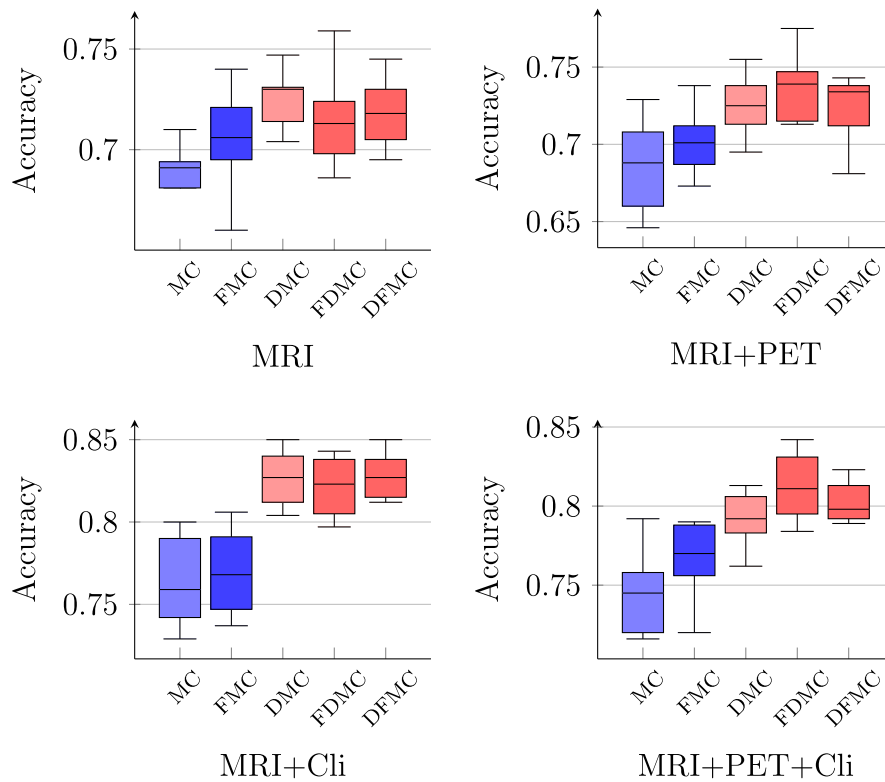 Accuracy
0.75
0.7
MC
FMC
DMC
FDMC
DFMC
MRI
Accuracy
0.75
0.7
0.65
MC
FMC
DMC
FDMC
DFMC
MRI+PET
Accuracy
0.85
0.8
0.75
MC
FMC
DMC
FDMC
DFMC
MRI+Cli
Accuracy
0.85
0.8
0.75
MC
FMC
DMC
FDMC
DFMC
MRI+PET+Cli